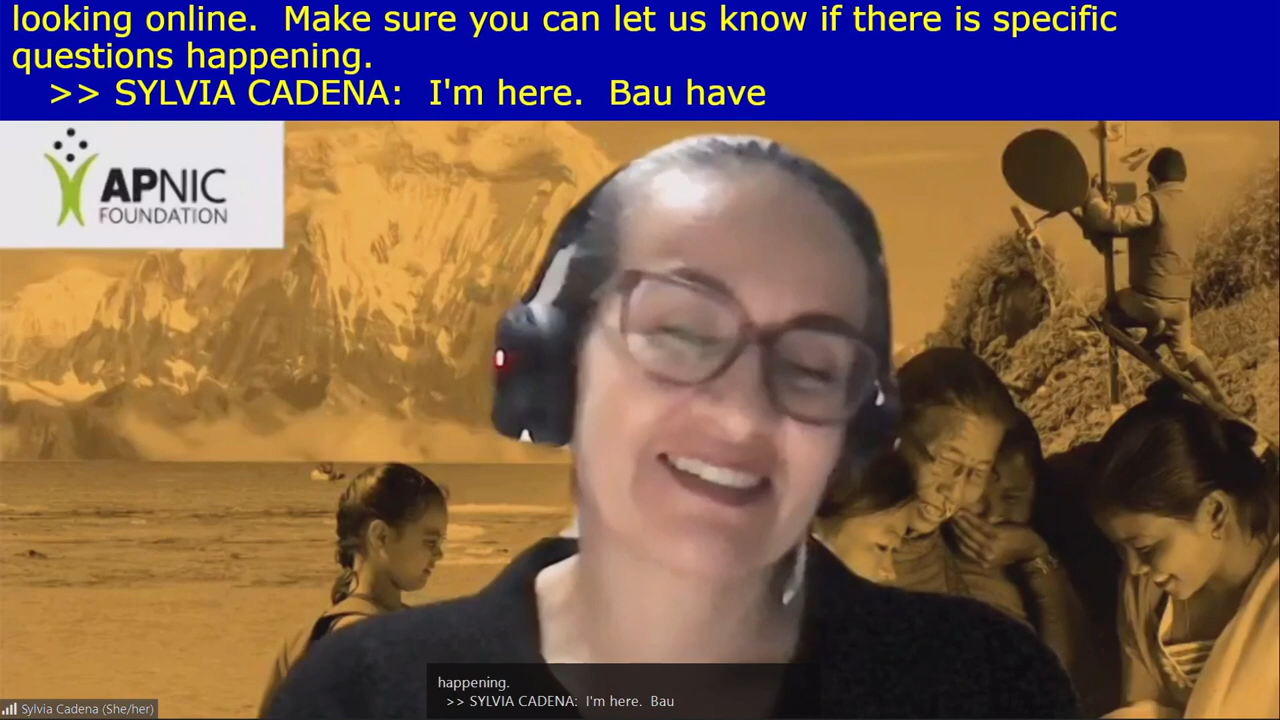 looking online.  Make sure you can let us know if there is specific
questions happening.
>> SYLVIA CADENA:  I'm here.  Bau have
APNIC
FOUNDATION
happening.
>> SYLVIA CADENA:  I'm here.  Bau
Sylvia Cadena (She/her)